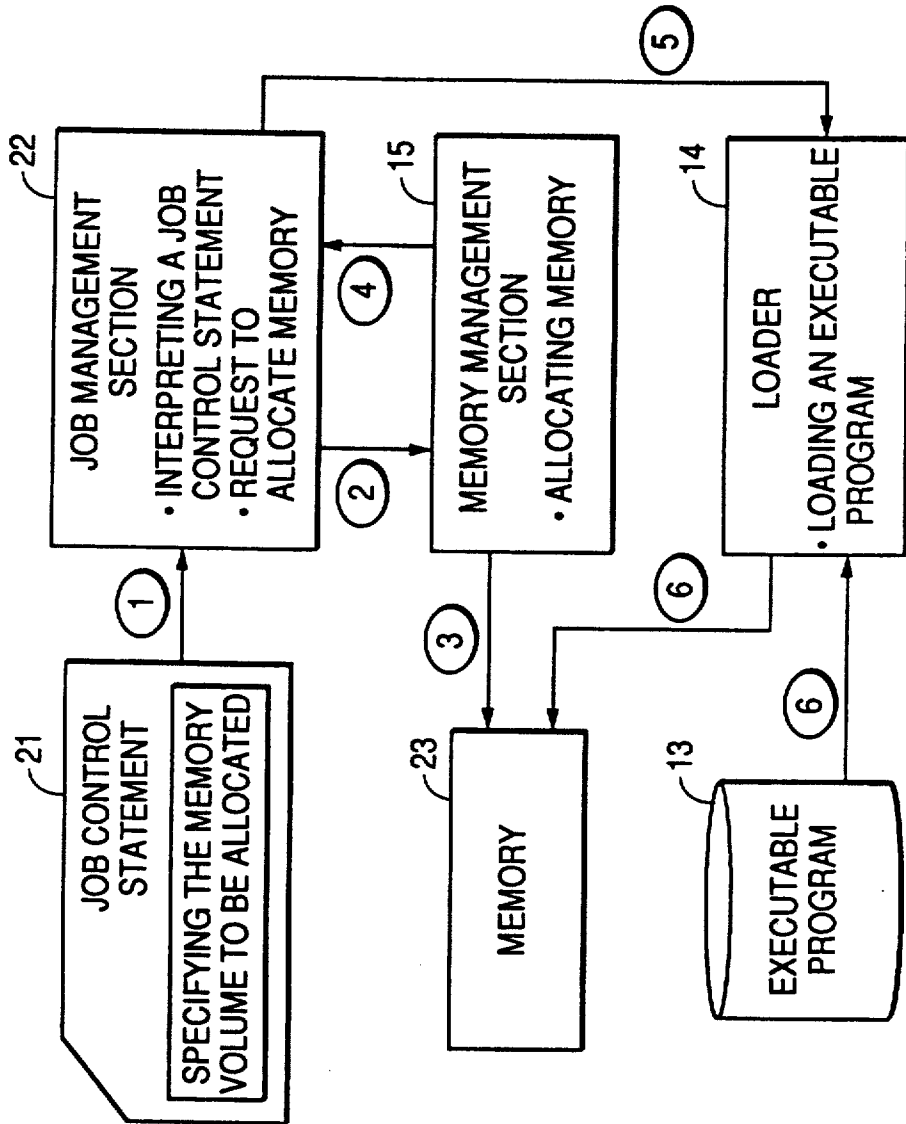 21
JOB CONTROL
STATEMENT
SPECIFYING THE MEMORY
VOLUME TO BE ALLOCATED
1
22
JOB MANAGEMENT
SECTION
• INTERPRETING A JOB
CONTROL STATEMENT
• REQUEST TO
ALLOCATE MEMORY
2
4
5
23
MEMORY
3
15
MEMORY MANAGEMENT
SECTION
• ALLOCATING MEMORY
6
13
EXECUTABLE
PROGRAM
6
14
LOADER
• LOADING AN EXECUTABLE
PROGRAM